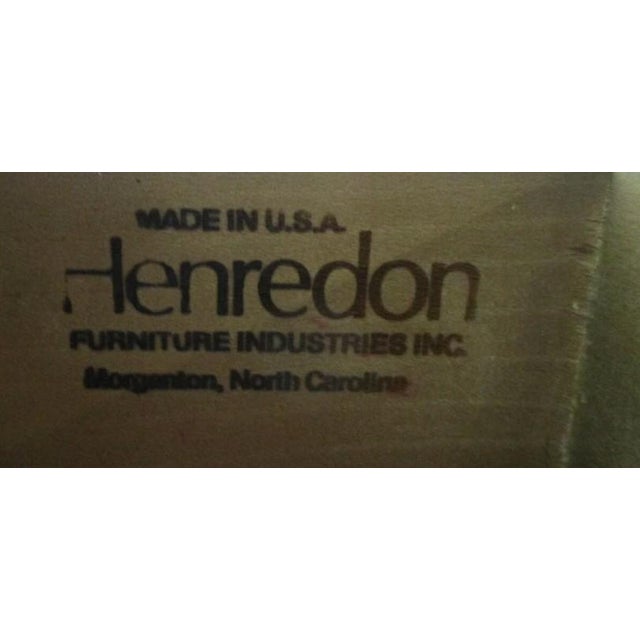 MADE IN U.S.A.
Henredon
FURNITURE INDUSTRIES INC.
Morganton, North Carolina